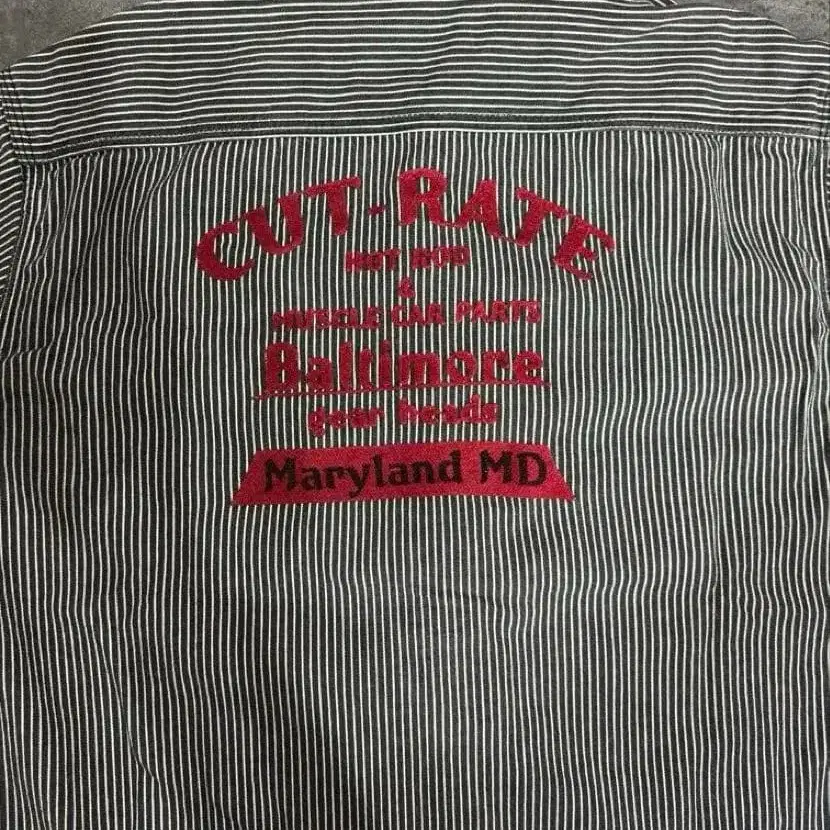 CUT-RATE
HOT ROD
&
MUSCLE CAR PARTS
Baltimore
gear heads
Maryland MD